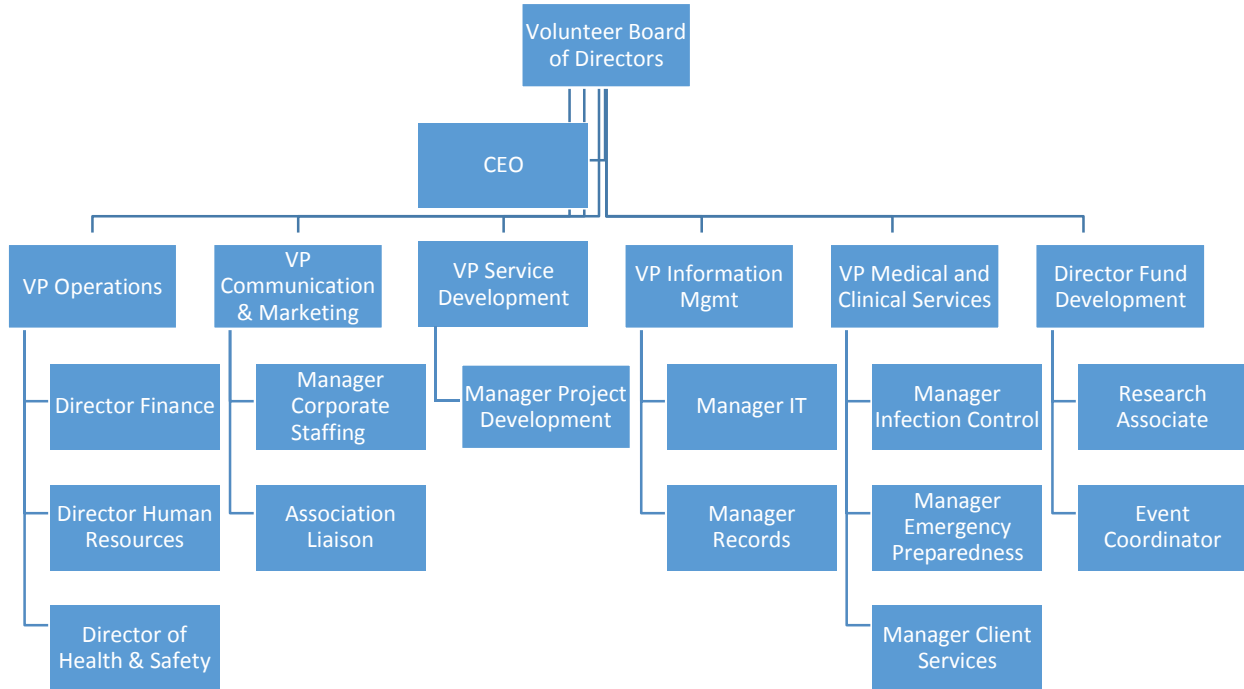 Volunteer Board
of Directors
CEO
VP Operations
VP
Communication
& Marketing
VP Service
Development
VP Information
Mgmt
VP Medical and
Clinical Services
Director Fund
Development
Director Finance
Manager
Corporate
Staffing
Manager Project
Development
Manager IT
Manager
Infection Control
Research
Associate
Director Human
Resources
Association
Liaison
Manager
Records
Manager
Emergency
Preparedness
Event
Coordinator
Director of
Health & Safety
Manager Client
Services